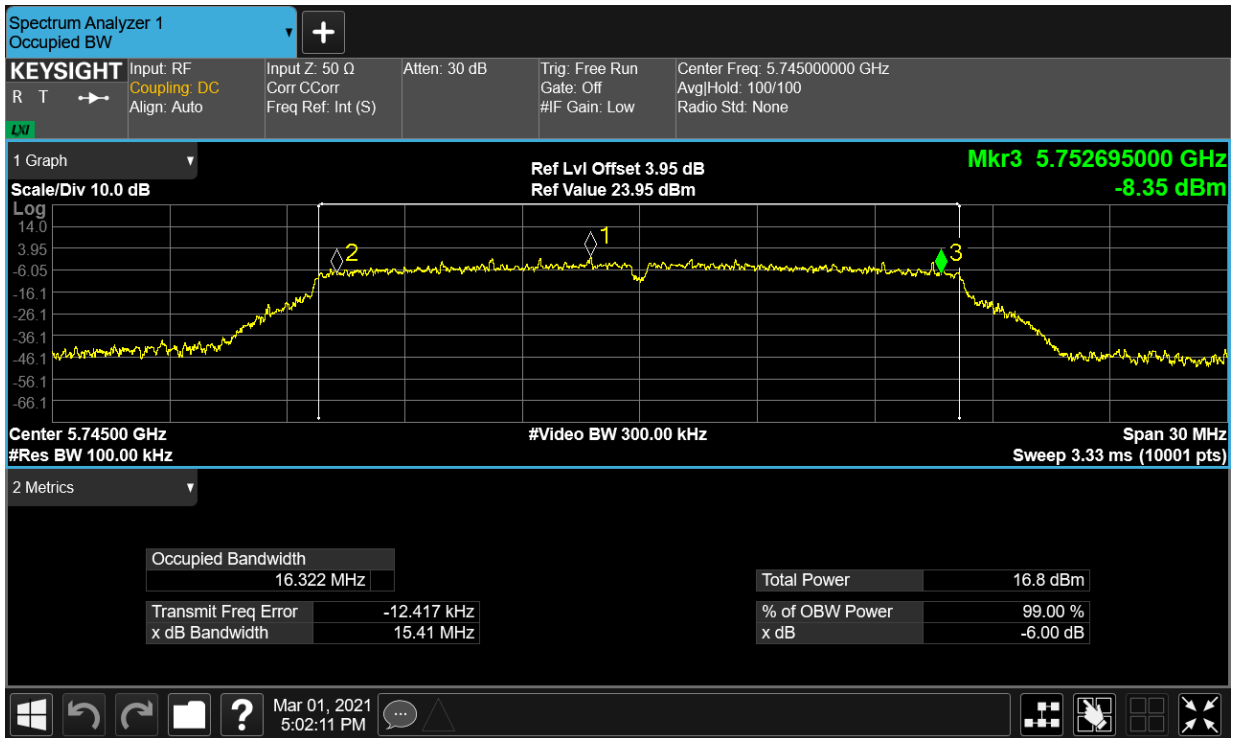 Spectrum Analyzer 1
Occupied BW
KEYSIGHT
R T
LXI
Input: RF
Coupling: DC
Align: Auto
Input Z: 50 Ω
Corr CCorr
Freq Ref: Int (S)
Atten: 30 dB
Trig: Free Run
Gate: Off
#IF Gain: Low
Center Freq: 5.745000000 GHz
Avg|Hold: 100/100
Radio Std: None
1 Graph
Scale/Div 10.0 dB
Ref Lvl Offset 3.95 dB
Ref Value 23.95 dBm
Mkr3 5.752695000 GHz
-8.35 dBm
Log
14.0
3.95
-6.05
-16.1
-26.1
-36.1
-46.1
-56.1
-66.1
2
1
3
Center 5.74500 GHz
#Res BW 100.00 kHz
#Video BW 300.00 kHz
Span 30 MHz
Sweep 3.33 ms (10001 pts)
2 Metrics
Occupied Bandwidth
16.322 MHz
Transmit Freq Error -12.417 kHz
x dB Bandwidth 15.41 MHz
Total Power 16.8 dBm
% of OBW Power 99.00 %
x dB -6.00 dB
?
Mar 01, 2021
5:02:11 PM